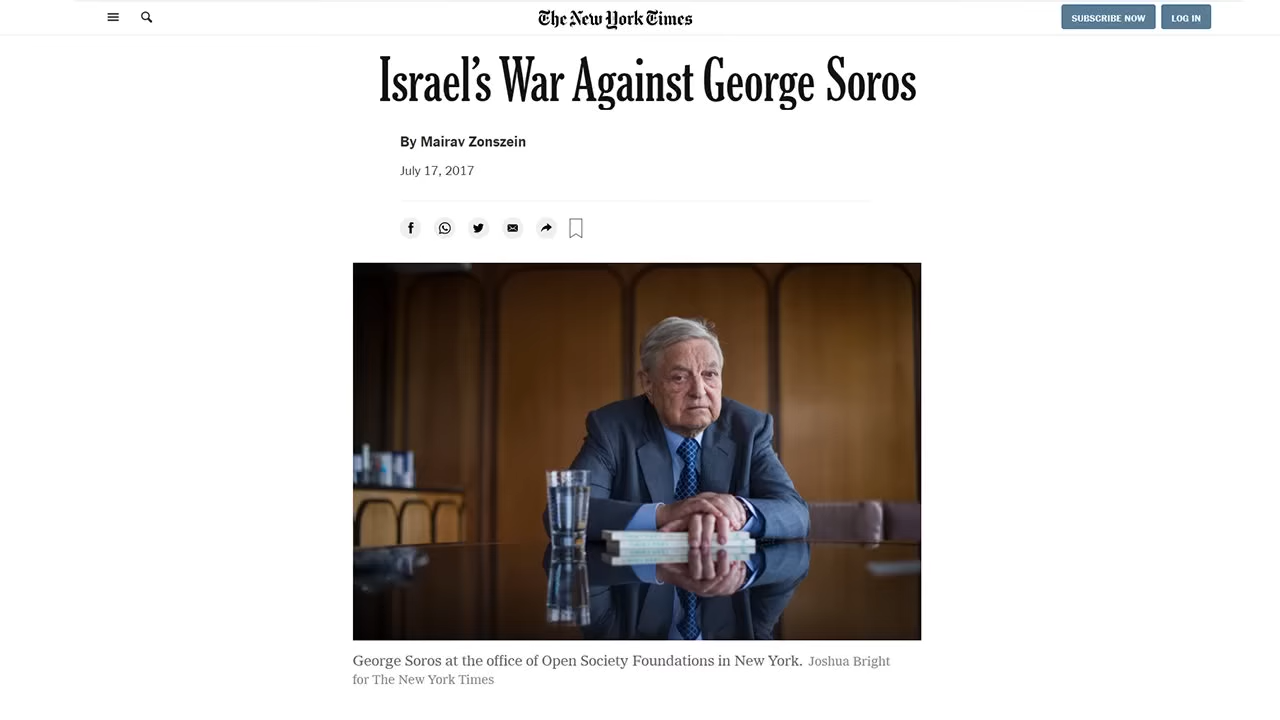 The New York Times
SUBSCRIBE NOW
LOG IN
Israel’s War Against George Soros
By Mairav Zonszein
July 17, 2017
George Soros at the office of Open Society Foundations in New York. Joshua Bright
for The New York Times